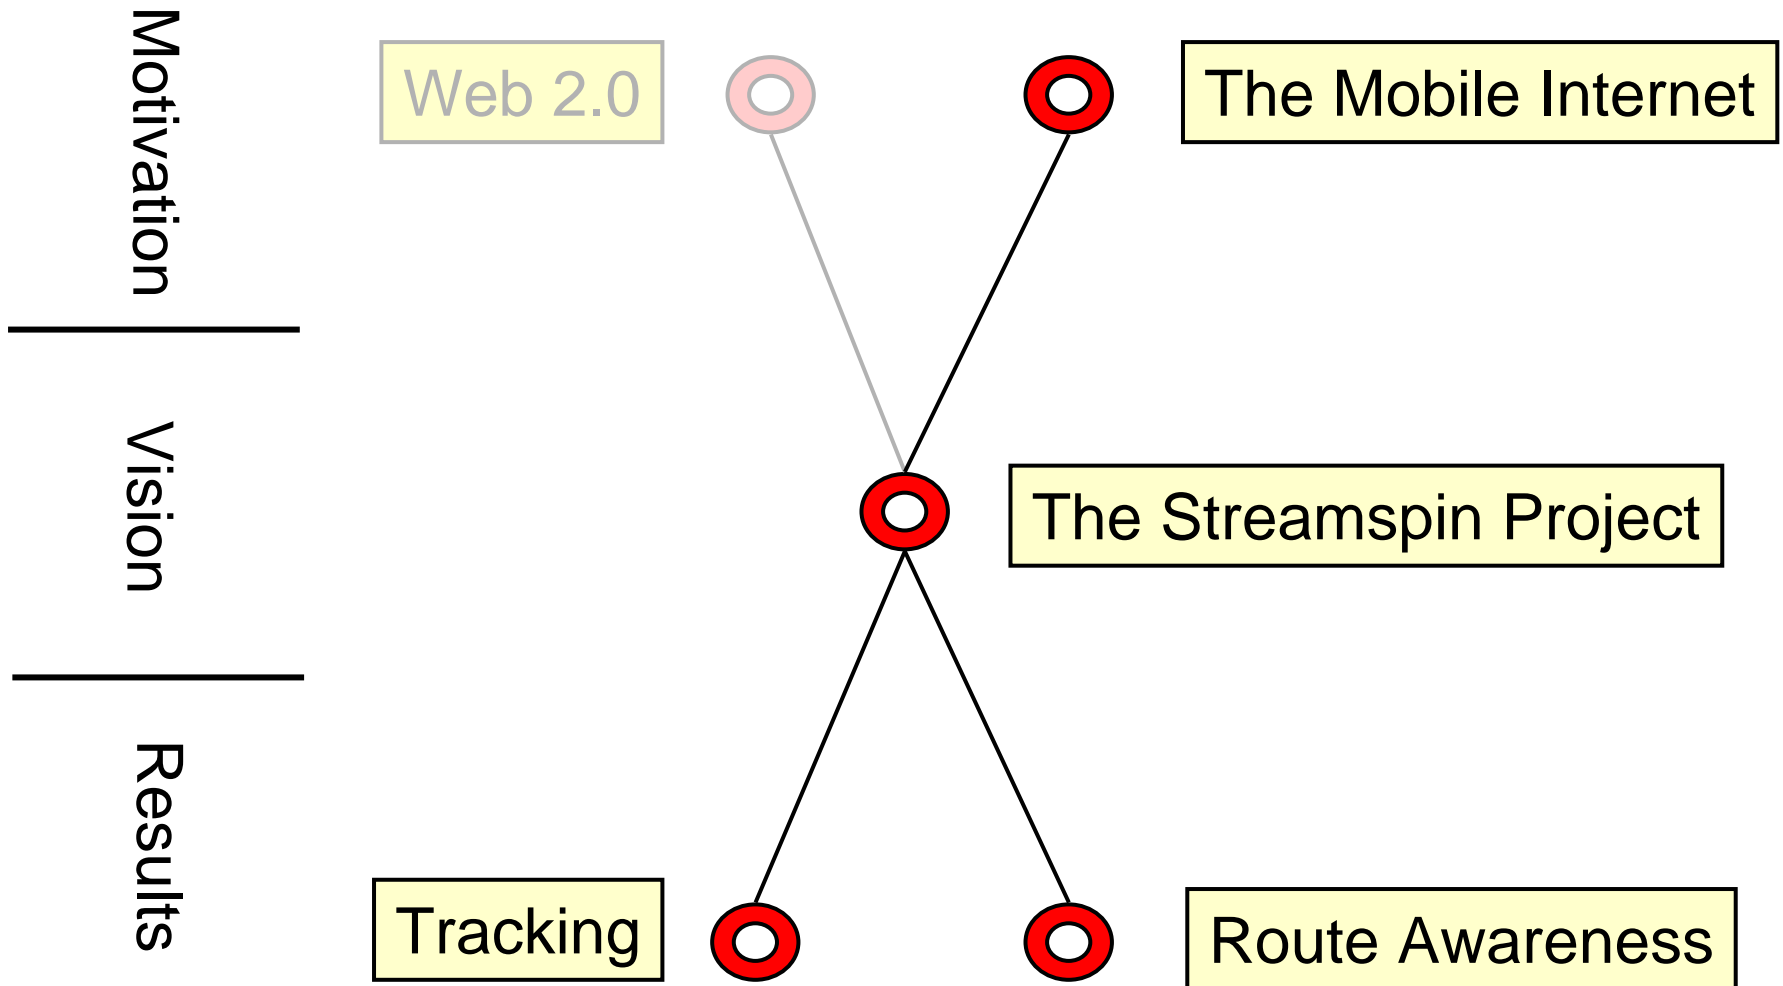 Motivation
Web 2.0
The Mobile Internet
Vision
The Streamspin Project
Results
Tracking
Route Awareness